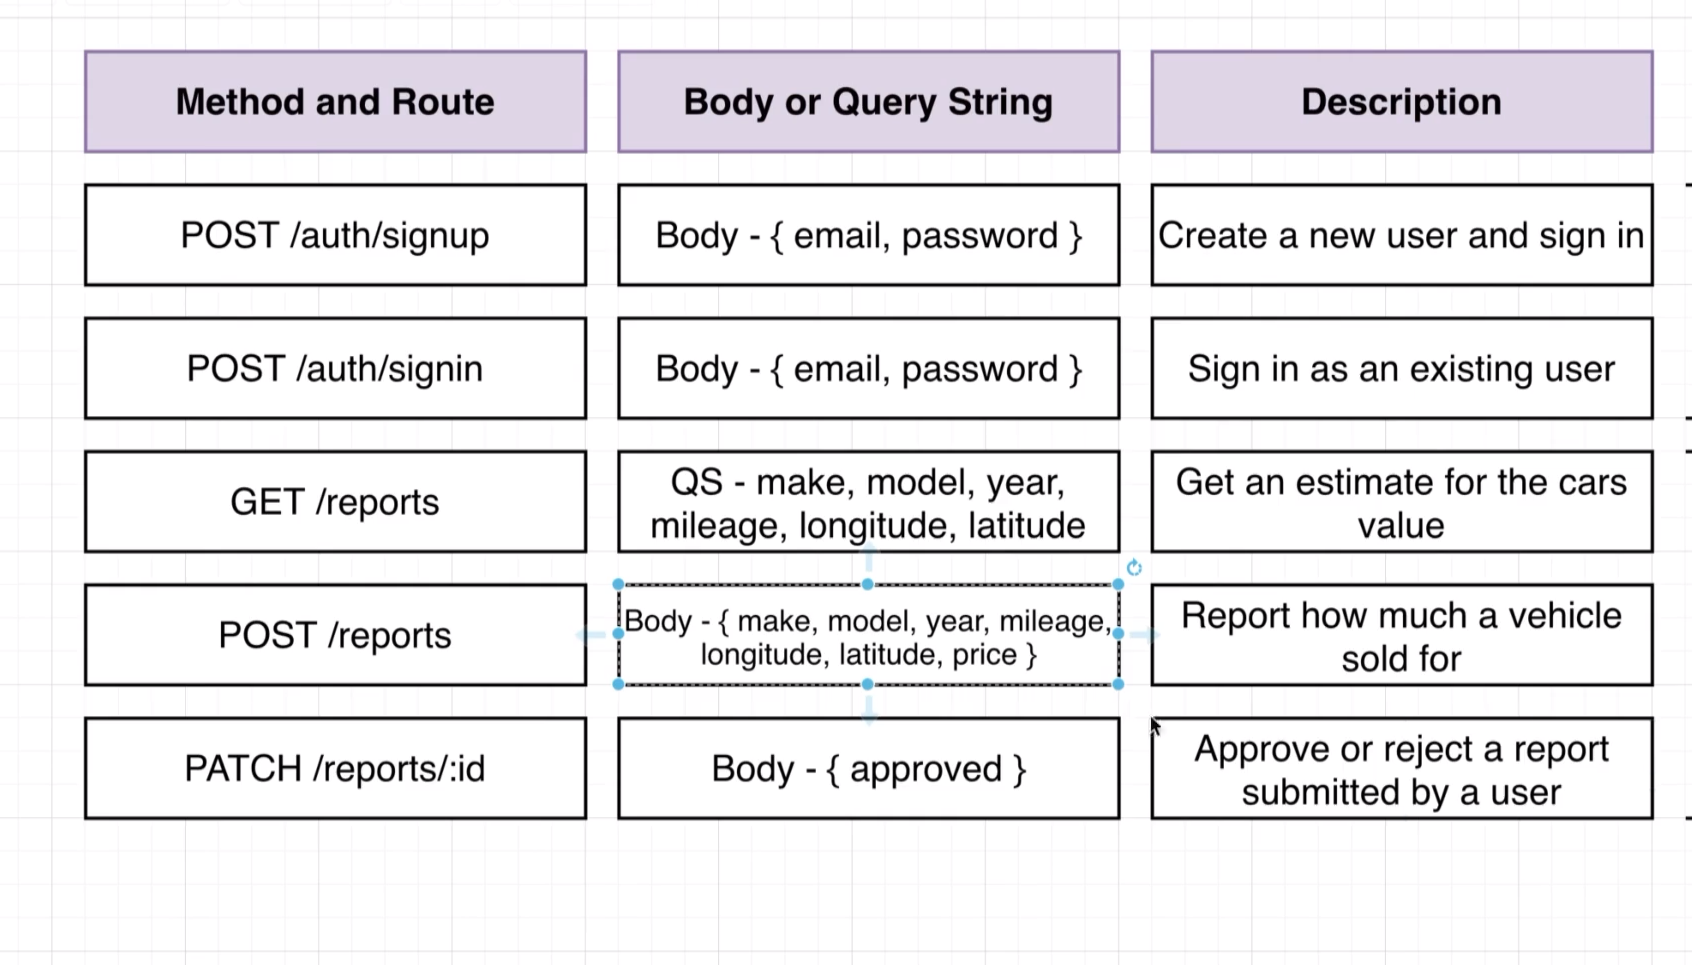 Method and Route
Body or Query String
Description
POST /auth/signup
Body - { email, password }
Create a new user and sign in
POST /auth/signin
Body - { email, password }
Sign in as an existing user
GET /reports
QS - make, model, year,
mileage, longitude, latitude
Get an estimate for the cars
value
POST /reports
Body - { make, model, year, mileage,
longitude, latitude, price }
Report how much a vehicle
sold for
PATCH /reports/:id
Body - { approved }
Approve or reject a report
submitted by a user